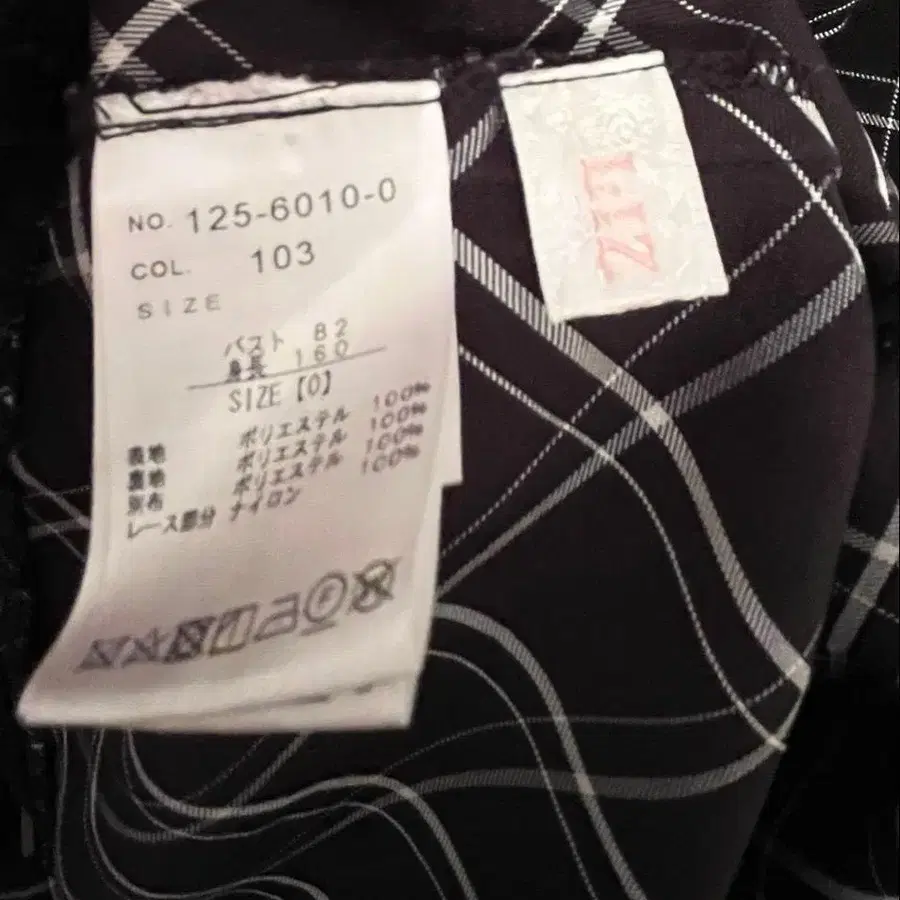 NO. 125-6010-0
COL. 103
SIZE
バスト 82
身長 160
SIZE【0】
表地 ポリエステル 100%
裏地 ポリエステル 100%
別布 ポリエステル 100%
レース部分 ナイロン 100%
LIZ